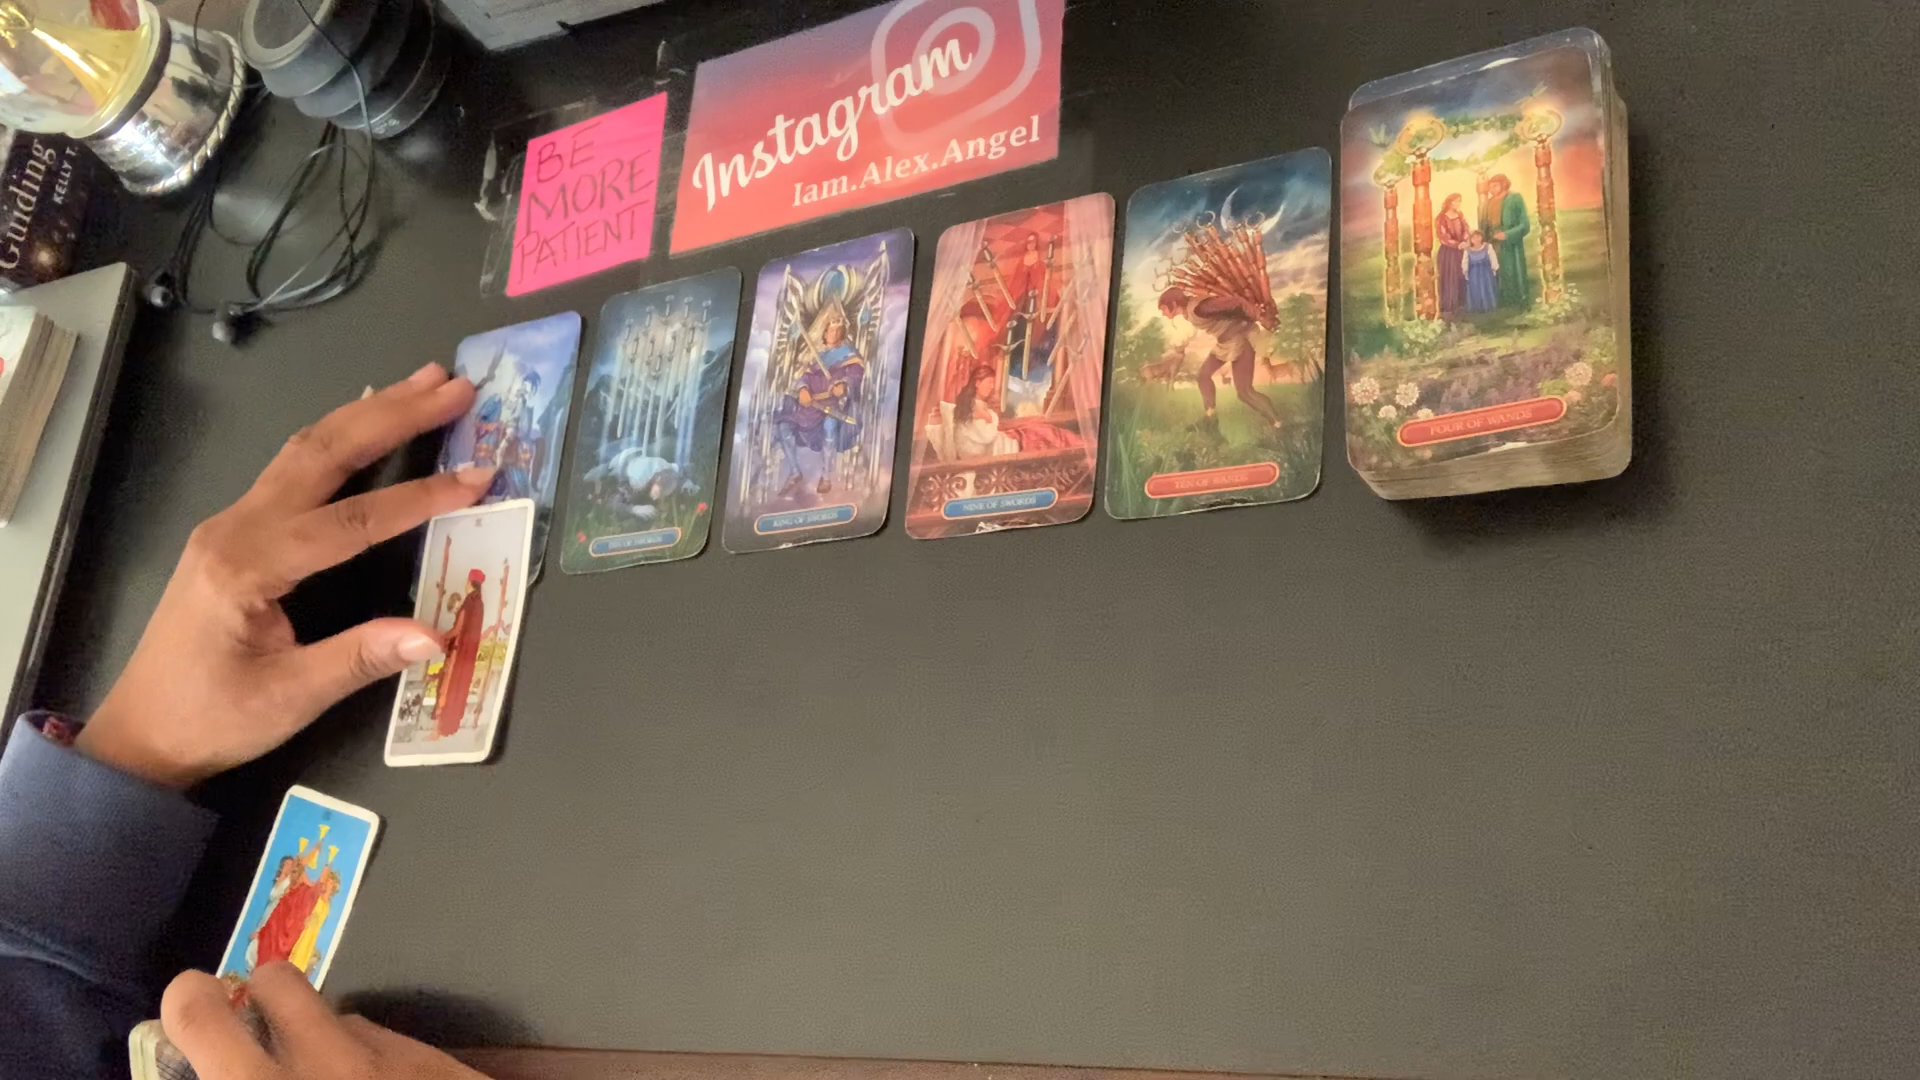 Guiding
KELLY T.
BE
MORE
PATIENT
Instagram
Iam.Alex.Angel
TEN OF SWORDS
KING OF SWORDS
NINE OF SWORDS
TEN OF WANDS
FOUR OF WANDS